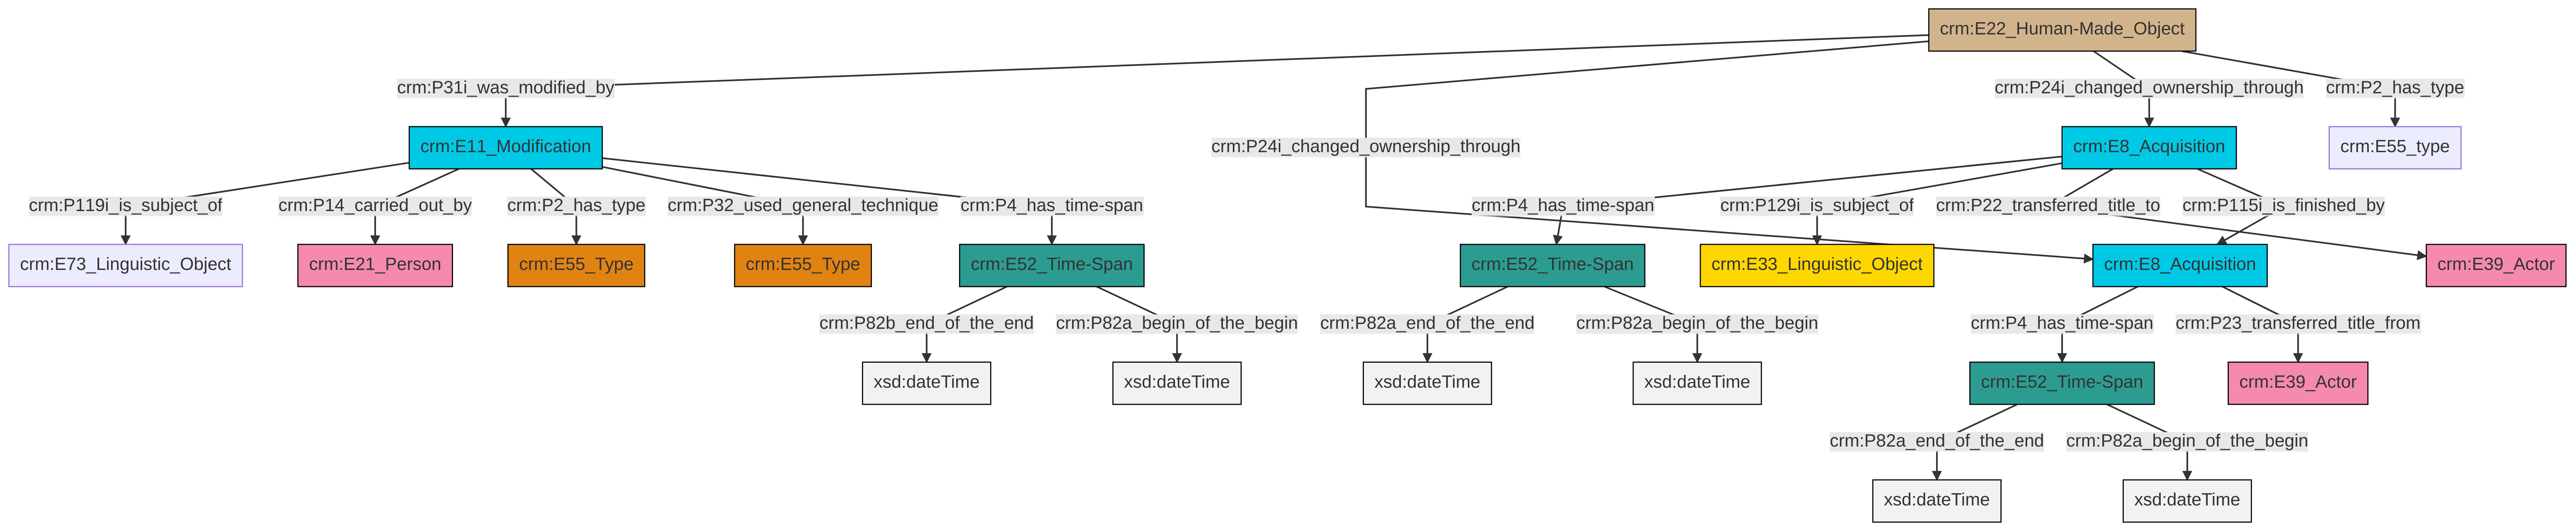 crm:E22_Human-Made_Object
crm:P31i_was_modified_by
crm:P24i_changed_ownership_through
crm:P2_has_type
crm:P24i_changed_ownership_through
crm:E11_Modification
crm:E8_Acquisition
crm:E55_type
crm:P119i_is_subject_of
crm:P14_carried_out_by
crm:P2_has_type
crm:P32_used_general_technique
crm:P4_has_time-span
crm:P4_has_time-span
crm:P129i_is_subject_of
crm:P22_transferred_title_to
crm:P115i_is_finished_by
crm:E73_Linguistic_Object
crm:E21_Person
crm:E55_Type
crm:E55_Type
crm:E52_Time-Span
crm:E52_Time-Span
crm:E33_Linguistic_Object
crm:E8_Acquisition
crm:E39_Actor
crm:P82b_end_of_the_end
crm:P82a_begin_of_the_begin
crm:P82a_end_of_the_end
crm:P82a_begin_of_the_begin
crm:P4_has_time-span
crm:P23_transferred_title_from
xsd:dateTime
xsd:dateTime
xsd:dateTime
xsd:dateTime
crm:E52_Time-Span
crm:E39_Actor
crm:P82a_end_of_the_end
crm:P82a_begin_of_the_begin
xsd:dateTime
xsd:dateTime